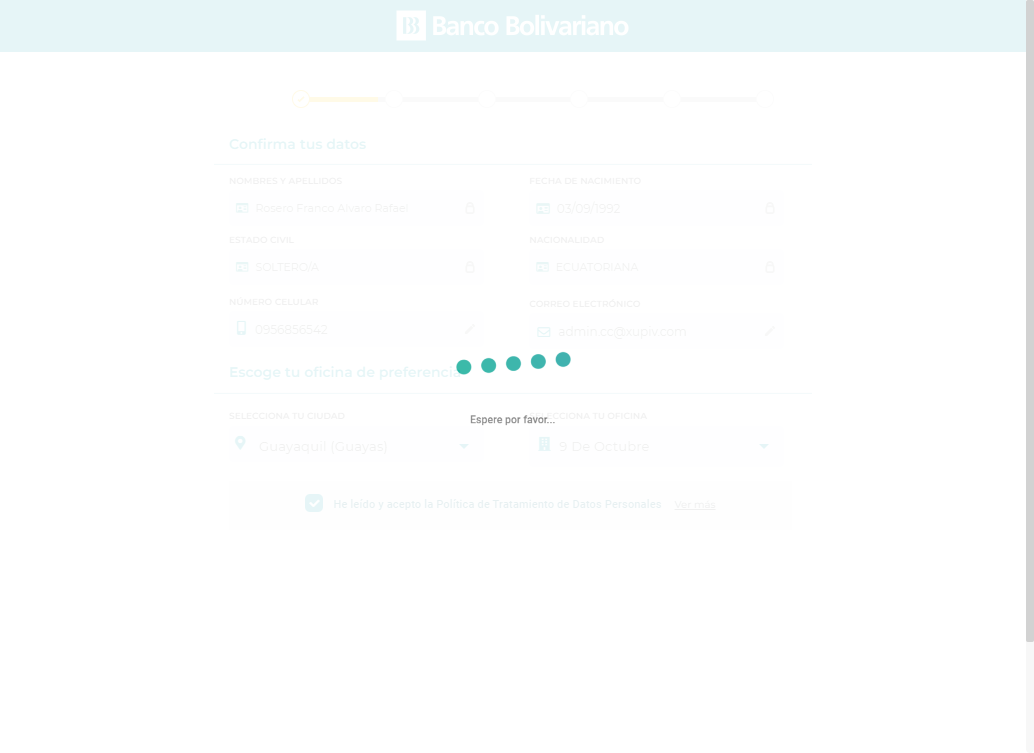 Banco Bolivariano
Confirma tus datos
NOMBRES Y APELLIDOS
Rosero Franco Alvaro Rafael
FECHA DE NACIMIENTO
03/09/1992
ESTADO CIVIL
SOLTERO/A
NACIONALIDAD
ECUATORIANA
NÚMERO CELULAR
0956856542
CORREO ELECTRÓNICO
admin.cc@xupiv.com
Escoge tu oficina de preferencia
Espere por favor...
SELECCIONA TU CIUDAD
Guayaquil (Guayas)
SELECCIONA TU OFICINA
9 De Octubre
He leído y acepto la Política de Tratamiento de Datos Personales Ver más